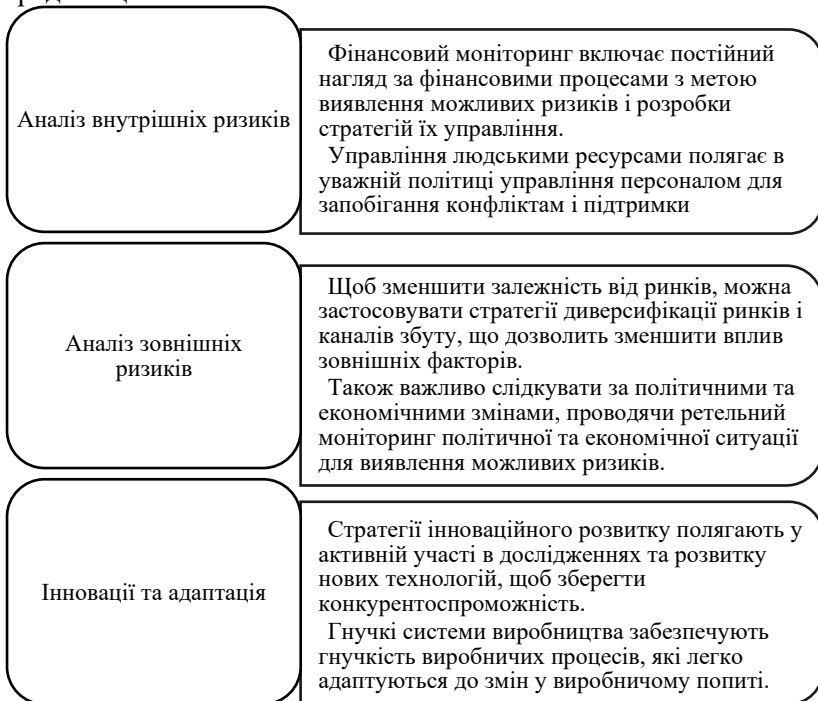 Аналіз внутрішніх ризиків
Фінансовий моніторинг включає постійний
нагляд за фінансовими процесами з метою
виявлення можливих ризиків і розробки
стратегій їх управління.
Управління людськими ресурсами полягає в
уважній політиці управління персоналом для
запобігання конфліктам і підтримки
Аналіз зовнішніх
ризиків
Щоб зменшити залежність від ринків, можна
застосовувати стратегії диверсифікації ринків і
каналів збуту, що дозволить зменшити вплив
зовнішніх факторів.
Також важливо слідкувати за політичними та
економічними змінами, проводячи ретельний
моніторинг політичної та економічної ситуації
для виявлення можливих ризиків.
Інновації та адаптація
Стратегії інноваційного розвитку полягають у
активній участі в дослідженнях та розвитку
нових технологій, щоб зберегти
конкурентоспроможність.
Гнучкі системи виробництва забезпечують
гнучкість виробничих процесів, які легко
адаптуються до змін у виробничому попиті.